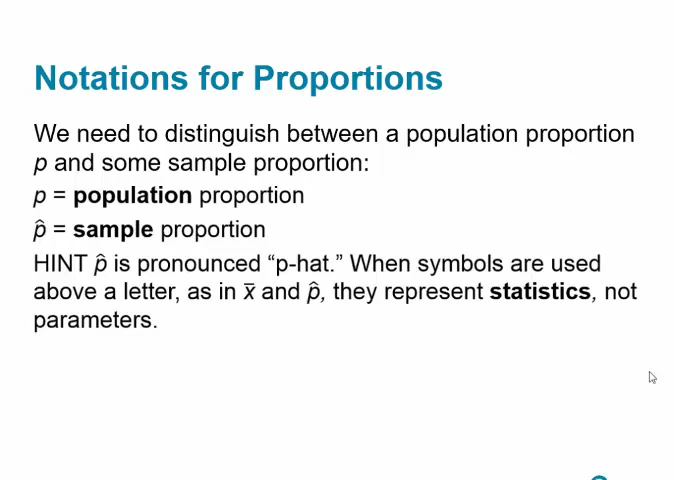 Notations for Proportions
We need to distinguish between a population proportion
p and some sample proportion:
p = population proportion
p̂ = sample proportion
HINT p̂ is pronounced “p-hat.” When symbols are used
above a letter, as in x̅ and p̂, they represent statistics, not
parameters.